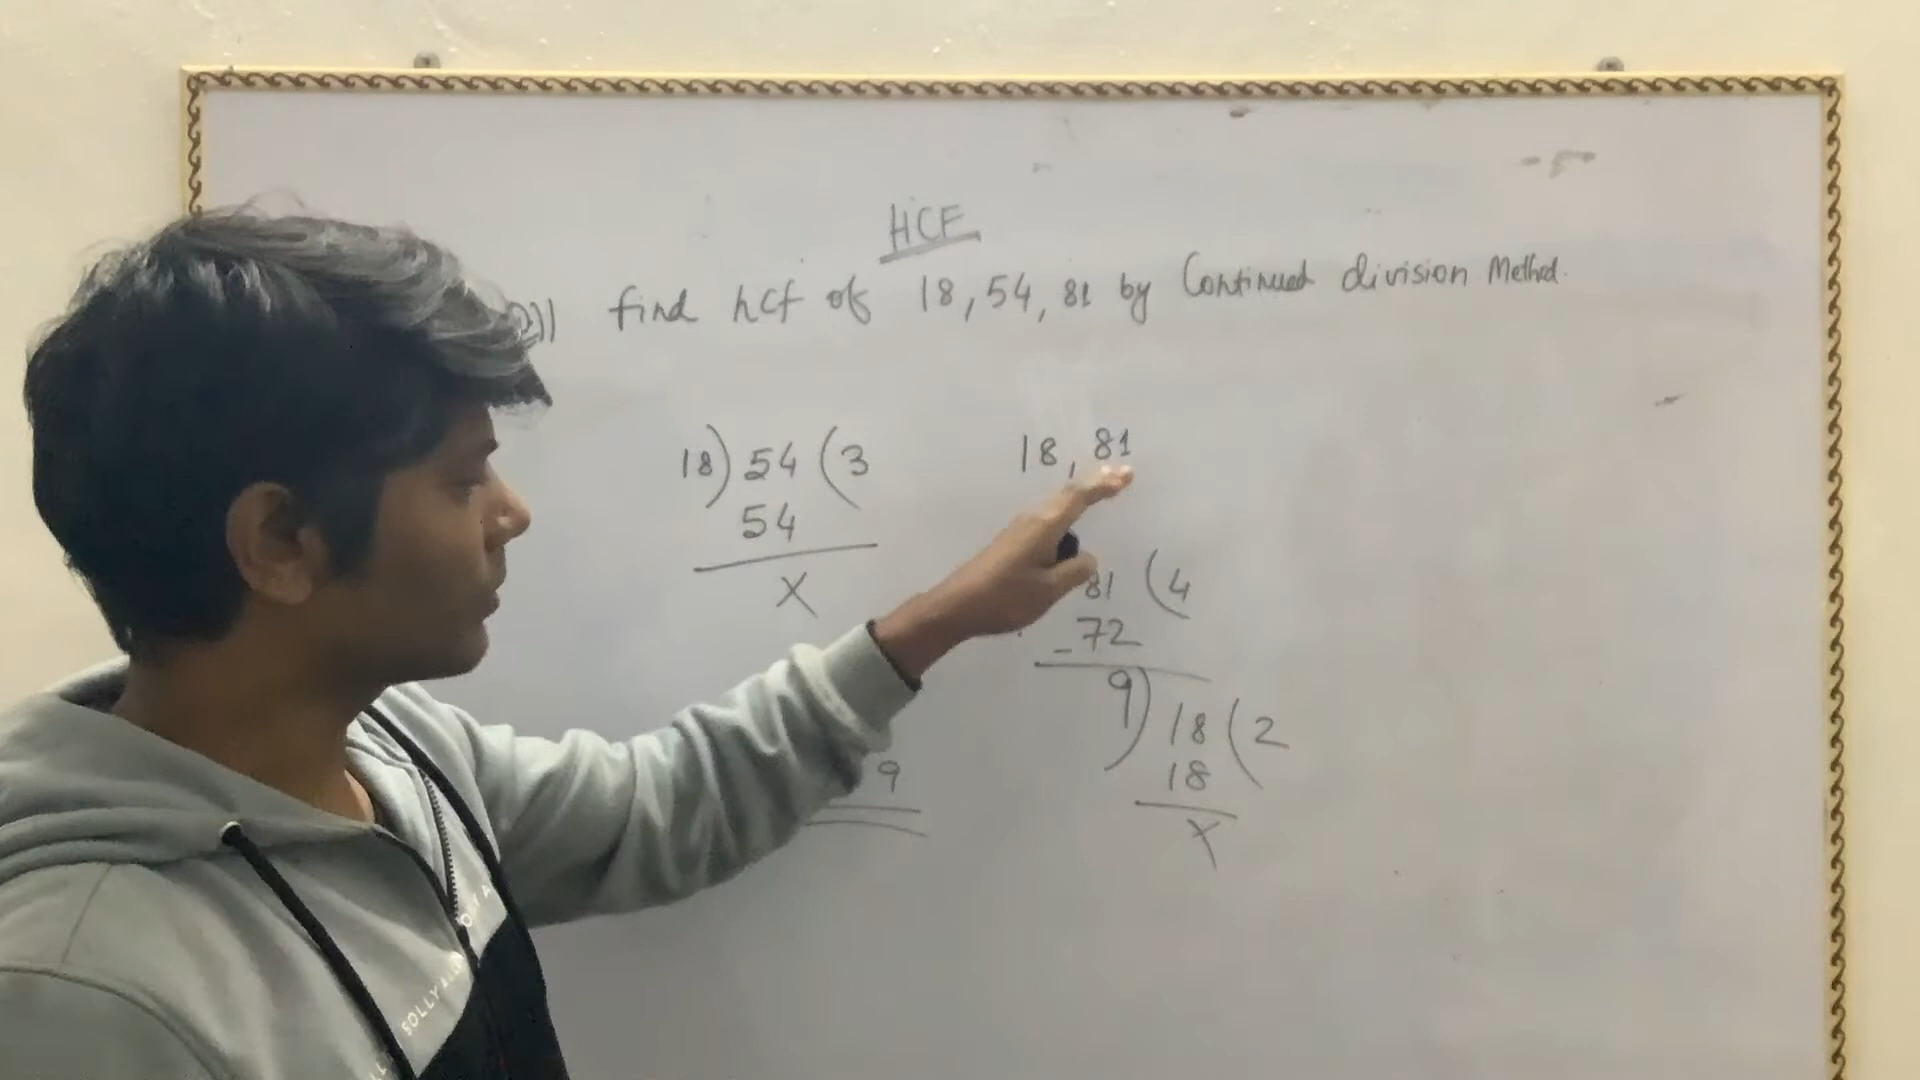 HCF
Q1) find hcf of 18,54,81 by Continued division Method.
18) 54 (3
54
X
18, 81
81 (4
- 72
9) 18 (2
18
X
9